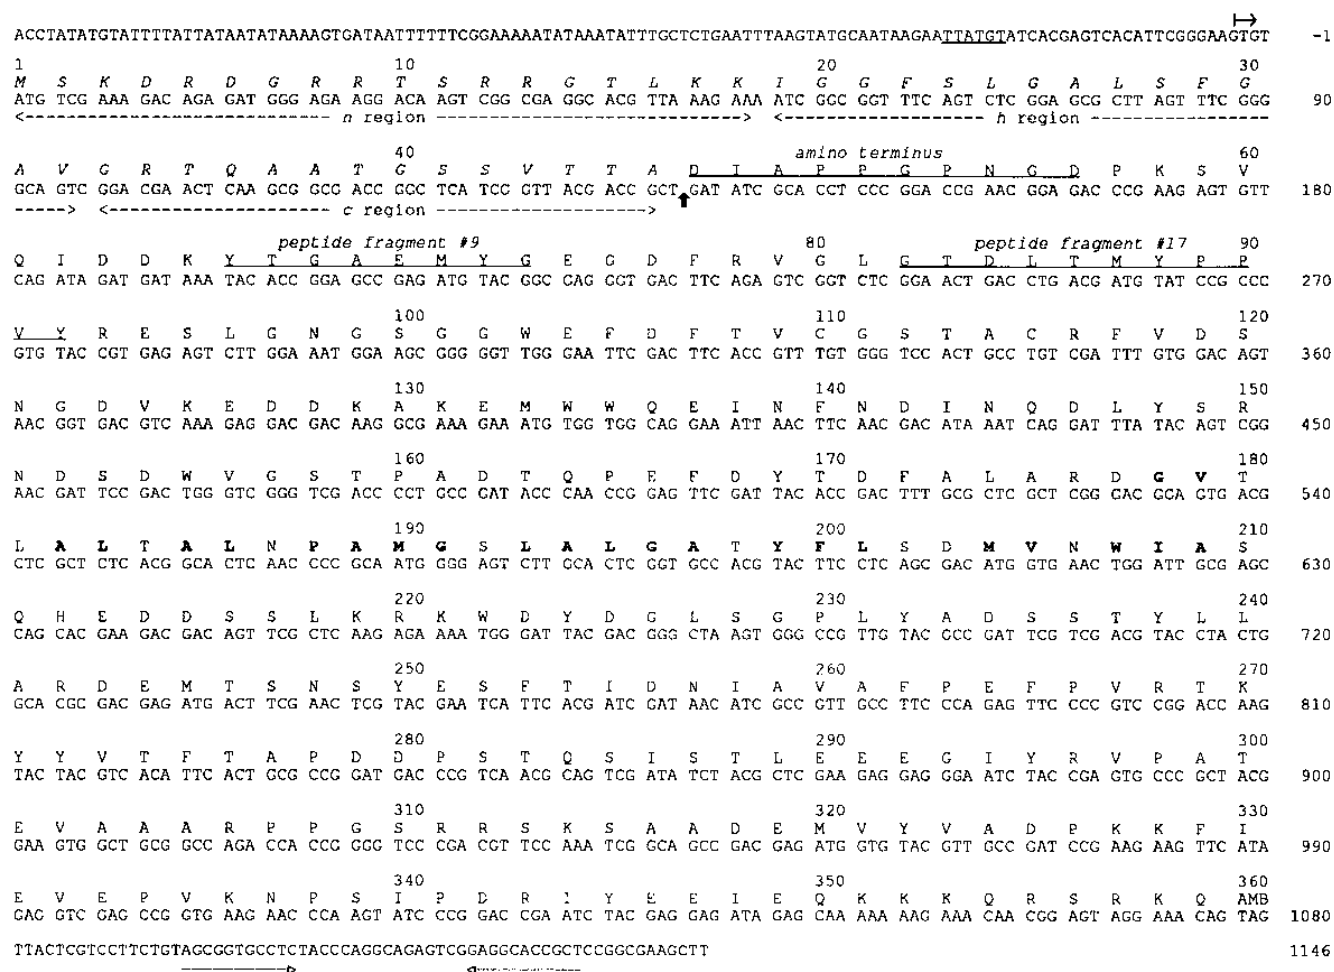 ACCTATATGTATTTTATTATAATATAAAAGTGATAATTTTTTCGGAAAAATATAAATATTTGCTCTGAATTTAAGTATGCAATAAGAATTATGTATCACGAGTCACATTCGGGAAGTGT -1
1 10 20 30
M S K D R D G R R T S R R G T L K K I G G F S L G A L S F G
ATG TCG AAA GAC AGA GAT GGG AGA AGG ACA AGT CGG CGA GGC ACG TTA AAG AAA ATC GGC GGT TTC AGT CTC GGA GCG CTT AGT TTC GGG 90
<-------------------- n region --------------------> <-------------------- h region --------------
40 amino terminus 60
A V G R T Q A A T G S S V T T A D I A P P G P N G D P K S V
GCA GTC GGA CGA ACT CAA GCG GCG ACC GGC TCA TCG GTT ACG ACC GCT GAT ATC GCA CCT CCC GGA CCG AAC GGA GAC CCG AAG AGT GTT 180
-----> <-------------------- c region -------------------->
peptide fragment #9 80 peptide fragment #17 90
Q I D D K Y T G A E M Y G E G D F R V G L G T D L T M Y P P
CAG ATA GAT GAT AAA TAC ACC GGA GCC GAG ATG TAC GGC GAG GGT GAC TTC AGA GTC GGT CTC GGA ACT GAC CTG ACG ATG TAT CCG CCC 270
100 110 120
V Y R E S L G N G S G G W E F D F T V C G S T A C R F V D S
GTG TAC CGT GAG AGT CTT GGA AAT GGA AGC GGG GGT TGG GAA TTC GAC TTC ACC GTT TGT GGG TCC ACT GCC TGT CGA TTT GTG GAC AGT 360
130 140 150
N G D V K E D D K A K E M W W Q E I N F N D I N Q D L Y S R
AAC GGT GAC GTC AAA GAG GAC GAC AAG GCG AAA GAA ATG TGG TGG CAG GAA ATT AAC TTC AAC GAC ATA AAT CAG GAT TTA TAC AGT CGG 450
160 170 180
N D S D W V G S T P A D T Q P E F D Y T D F A L A R D G V T
AAC GAT TCC GAC TGG GTC GGG TCG ACC CCT GCC GAT ACC CAA CCG GAG TTC GAT TAC ACC GAC TTT GCG CTC GCT CGG GAC GCA GTG ACG 540
190 200 210
L A L T A L N P A M G S L A L G A T Y F L S D M V N W I A S
CTC GCT CTC ACG GCA CTC AAC CCC GCA ATG GGG AGT CTT GCA CTC GGT GCC ACG TAC TTC CTC AGC GAC ATG GTG AAC TGG ATT GCG AGC 630
220 230 240
Q H E D D S S L K R K W D Y D G L S G P L Y A D S S T Y L L
CAG CAC GAA GAC GAC AGT TCG CTC AAG AGA AAA TGG GAT TAC GAC GGG CTA AGT GGG CCG TTG TAC GCC GAT TCG TCG ACG TAC CTA CTG 720
250 260 270
A R D E M T S N S Y E S F T I D N I A V A F P E F P V R T K
GCA CGC GAC GAG ATG ACT TCG AAC TCG TAC GAA TCA TTC ACG ATC GAT AAC ATC GCC GTT GCC TTC CCA GAG TTC CCC GTC CGG ACC AAG 810
280 290 300
Y Y V T F T A P D D P S T Q S I S T L E E E G I Y R V P A T
TAC TAC GTC ACA TTC ACT GCG CCG GAT GAC CCG TCA ACG CAG TCG ATA TCT ACG CTC GAA GAG GAG GGA ATC TAC CGA GTG CCC GCT ACG 900
310 320 330
E V A A A R P P G S R R S K S A A D E M V Y V A D P K K F I
GAA GTG GCT GCG GCC AGA CCA CCG GGG TCC CGA CGT TCC AAA TCG GCA GCC GAC GAG ATG GTG TAC GTT GCC GAT CCG AAG AAG TTC ATA 990
340 350 360
E V E P V K N P S I P D R I Y E E I E Q K K K Q R S R K Q AMB
GAG GTC GAG CCG GTG AAG AAC CCA AGT ATC CCG GAC CGA ATC TAC GAG GAG ATA GAG CAA AAA AAG AAA CAA CGG AGT AGG AAA CAG TAG 1080
TTACTCGTCCTTCTGTAGCGGTGCCTCTACCCAGGCAGAGTCGGAGGCACCGCTCCGGCGAAGCTT 1146